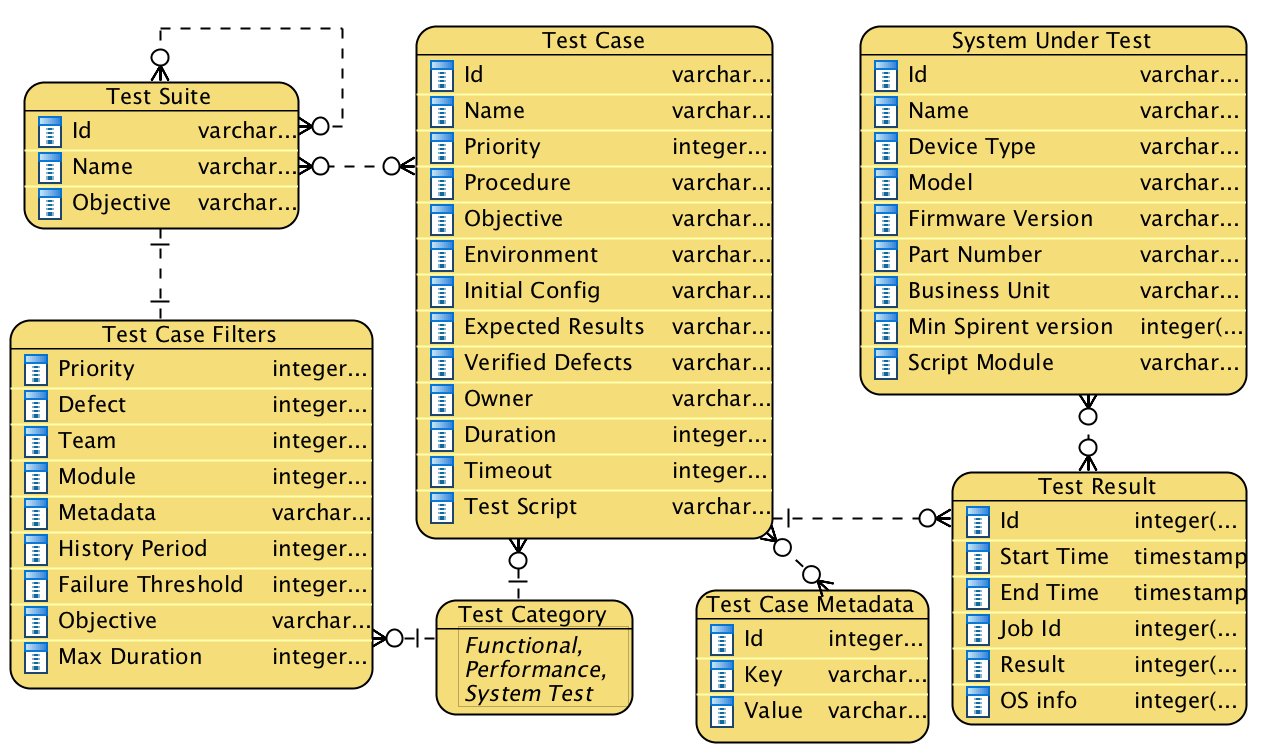 Test Suite
Id varchar...
Name varchar...
Objective varchar...
Test Case
Id varchar...
Name varchar...
Priority integer...
Procedure varchar...
Objective varchar...
Environment varchar...
Initial Config varchar...
Expected Results varchar...
Verified Defects varchar...
Owner varchar...
Duration integer...
Timeout integer...
Test Script varchar...
System Under Test
Id varchar...
Name varchar...
Device Type varchar...
Model varchar...
Firmware Version varchar...
Part Number varchar...
Business Unit varchar...
Min Spirent version integer(...
Script Module varchar...
Test Case Filters
Priority integer...
Defect integer...
Team integer...
Module integer...
Metadata varchar...
History Period integer...
Failure Threshold integer...
Objective varchar...
Max Duration integer...
Test Category
Functional,
Performance,
System Test
Test Case Metadata
Id integer...
Key varchar...
Value varchar...
Test Result
Id integer(...
Start Time timestamp
End Time timestamp
Job Id integer(...
Result integer(...
OS info integer(...